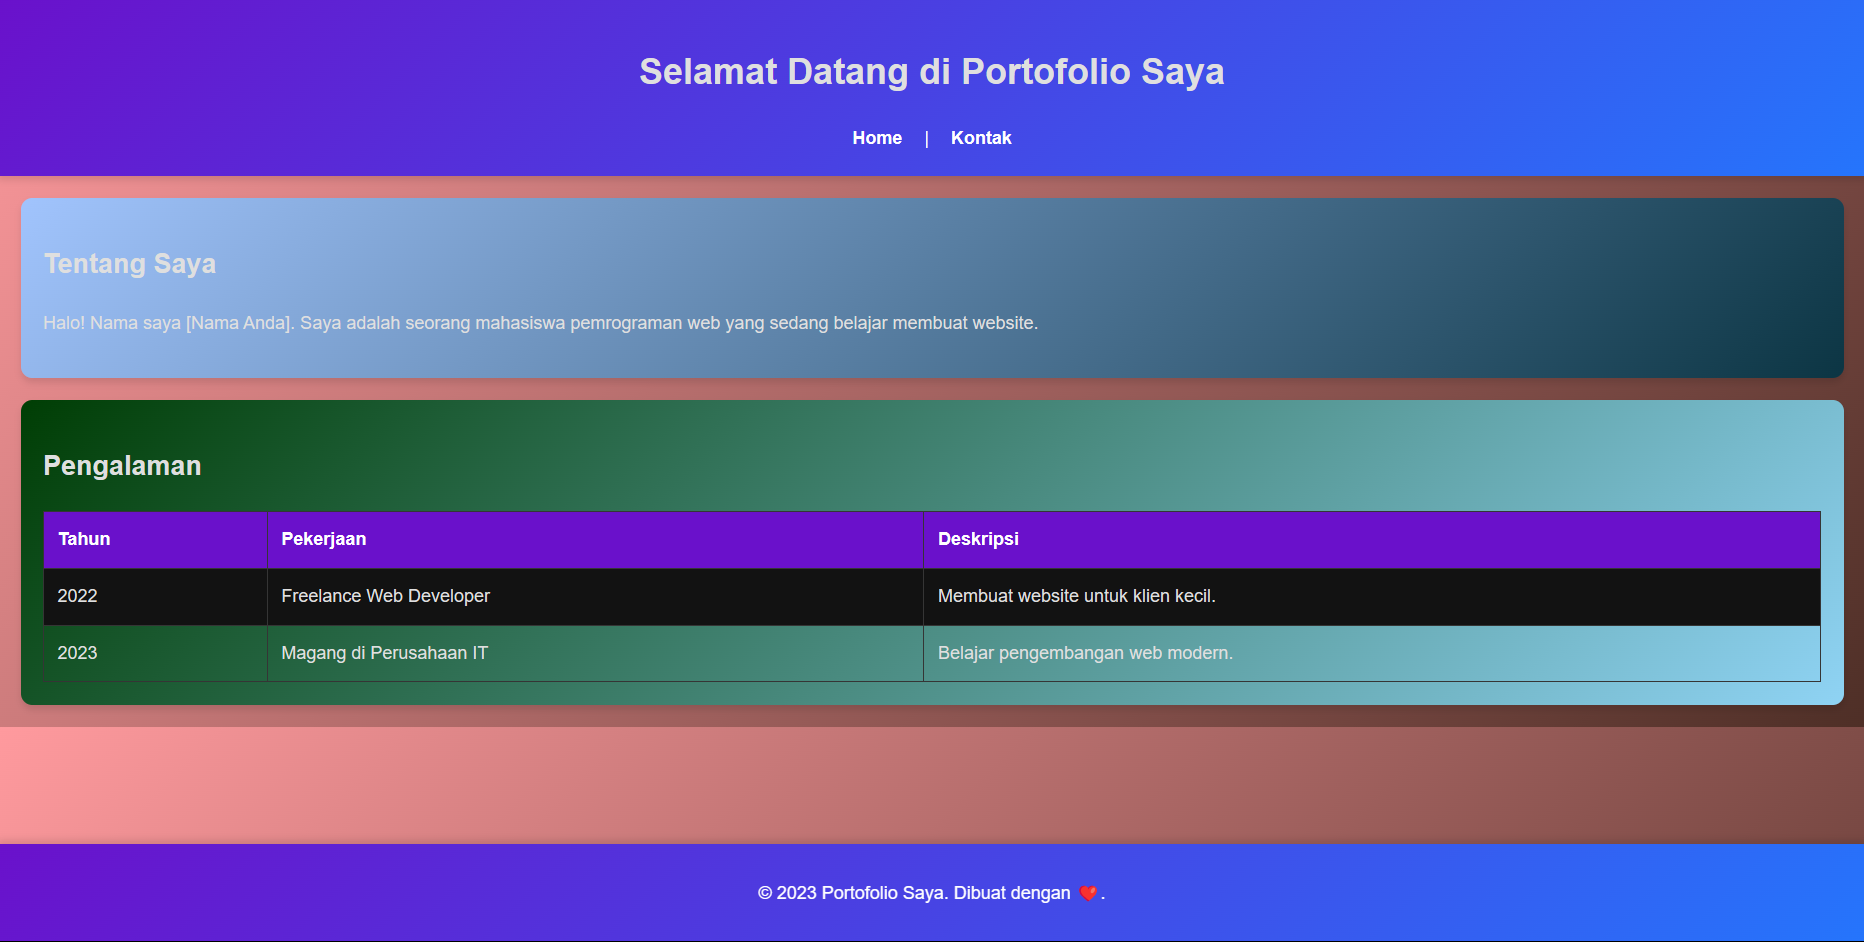 Selamat Datang di Portofolio Saya
Home | Kontak
Tentang Saya
Halo! Nama saya [Nama Anda]. Saya adalah seorang mahasiswa pemrograman web yang sedang belajar membuat website.
Pengalaman
Tahun Pekerjaan Deskripsi
2022 Freelance Web Developer Membuat website untuk klien kecil.
2023 Magang di Perusahaan IT Belajar pengembangan web modern.
© 2023 Portofolio Saya. Dibuat dengan ❤️.